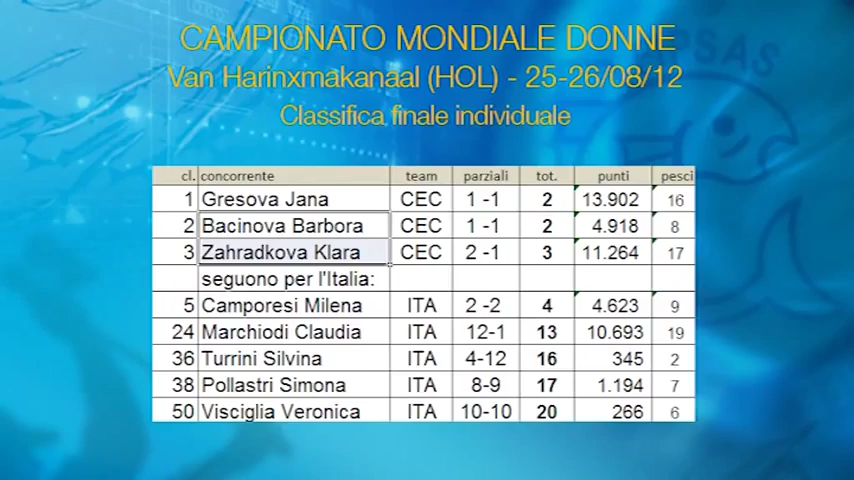 CAMPIONATO MONDIALE DONNE
Van Harinxmakanaal (HOL) - 25-26/08/12
Classifica finale individuale
cl. concorrente team parziali tot. punti pesci
1 Gresova Jana CEC 1 -1 2 13.902 16
2 Bacinova Barbora CEC 1 -1 2 4.918 8
3 Zahradkova Klara CEC 2 -1 3 11.264 17
seguono per l'Italia:
5 Camporesi Milena ITA 2 -2 4 4.623 9
24 Marchiodi Claudia ITA 12-1 13 10.693 19
36 Turrini Silvina ITA 4-12 16 345 2
38 Pollastri Simona ITA 8-9 17 1.194 7
50 Visciglia Veronica ITA 10-10 20 266 6